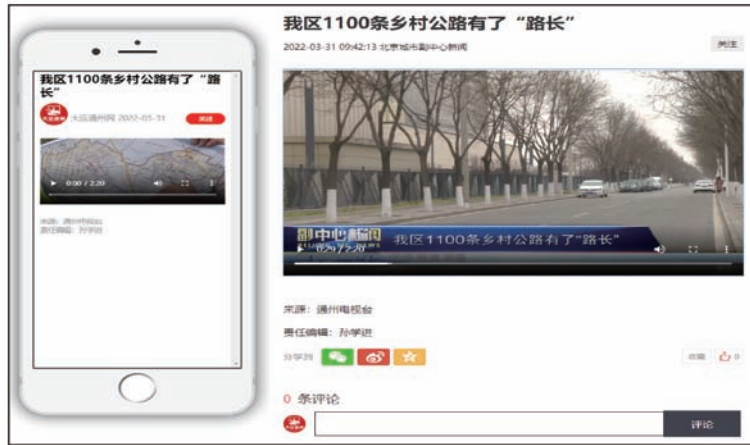 我区1100条乡村公路有了“路
长”
大运通州网 2022-03-31
关注
0:00 / 2:20
来源：通州电视台
责任编辑：孙学进
我区1100条乡村公路有了“路长”
2022-03-31 09:42:13 北京城市副中心新闻
关注
副中心新闻
我区1100条乡村公路有了“路长”
0:29 / 2:20
来源：通州电视台
责任编辑：孙学进
分享到
收藏
0
0 条评论
评论